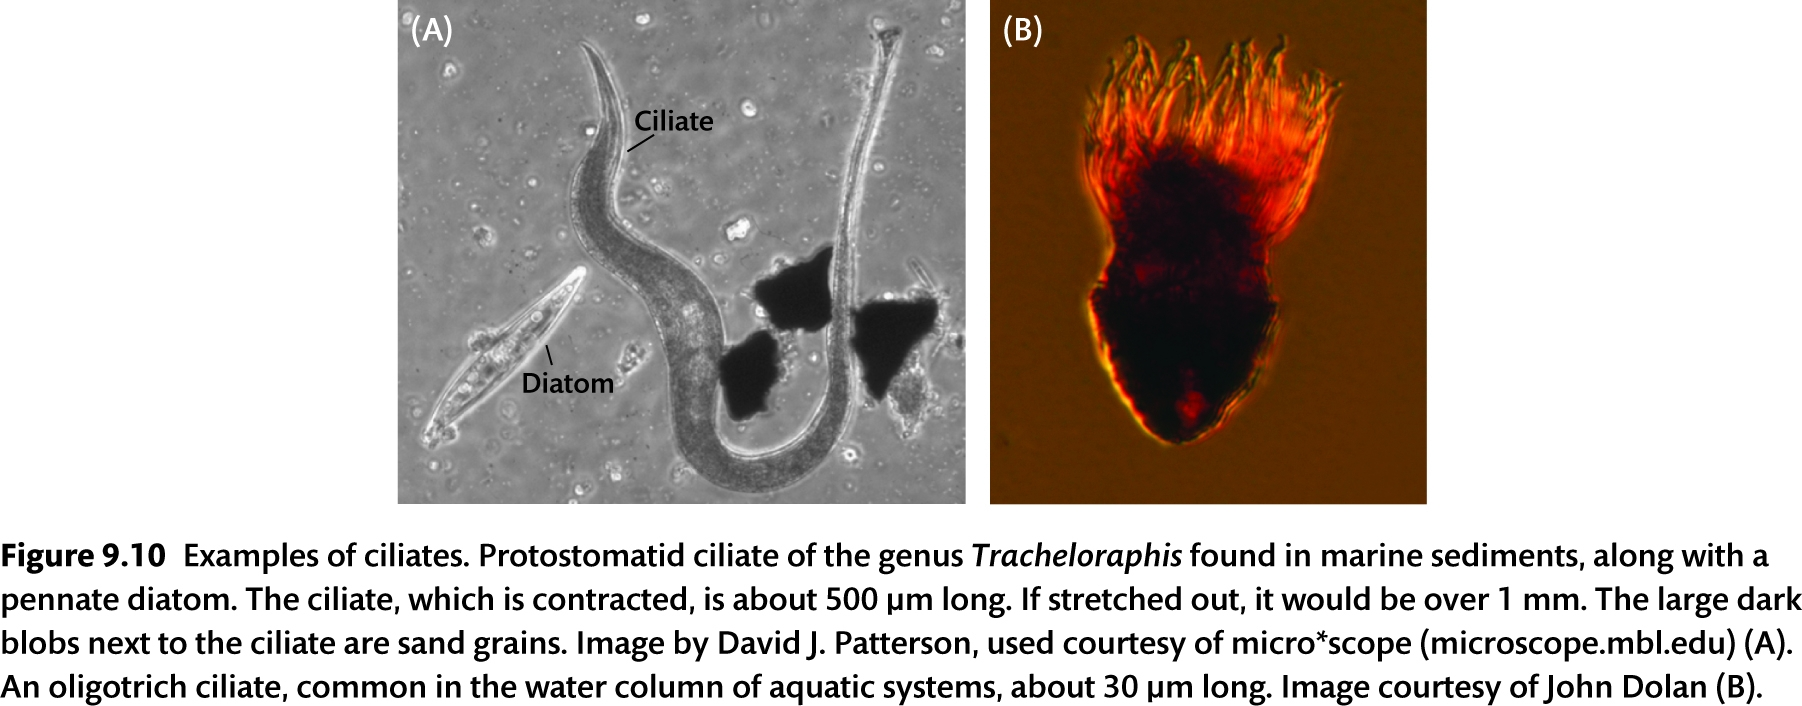 (A)
Ciliate
Diatom
(B)
Figure 9.10 Examples of ciliates. Protostomatid ciliate of the genus Tracheloraphis found in marine sediments, along with a
pennate diatom. The ciliate, which is contracted, is about 500 μm long. If stretched out, it would be over 1 mm. The large dark
blobs next to the ciliate are sand grains. Image by David J. Patterson, used courtesy of micro*scope (microscope.mbl.edu) (A).
An oligotrich ciliate, common in the water column of aquatic systems, about 30 μm long. Image courtesy of John Dolan (B).